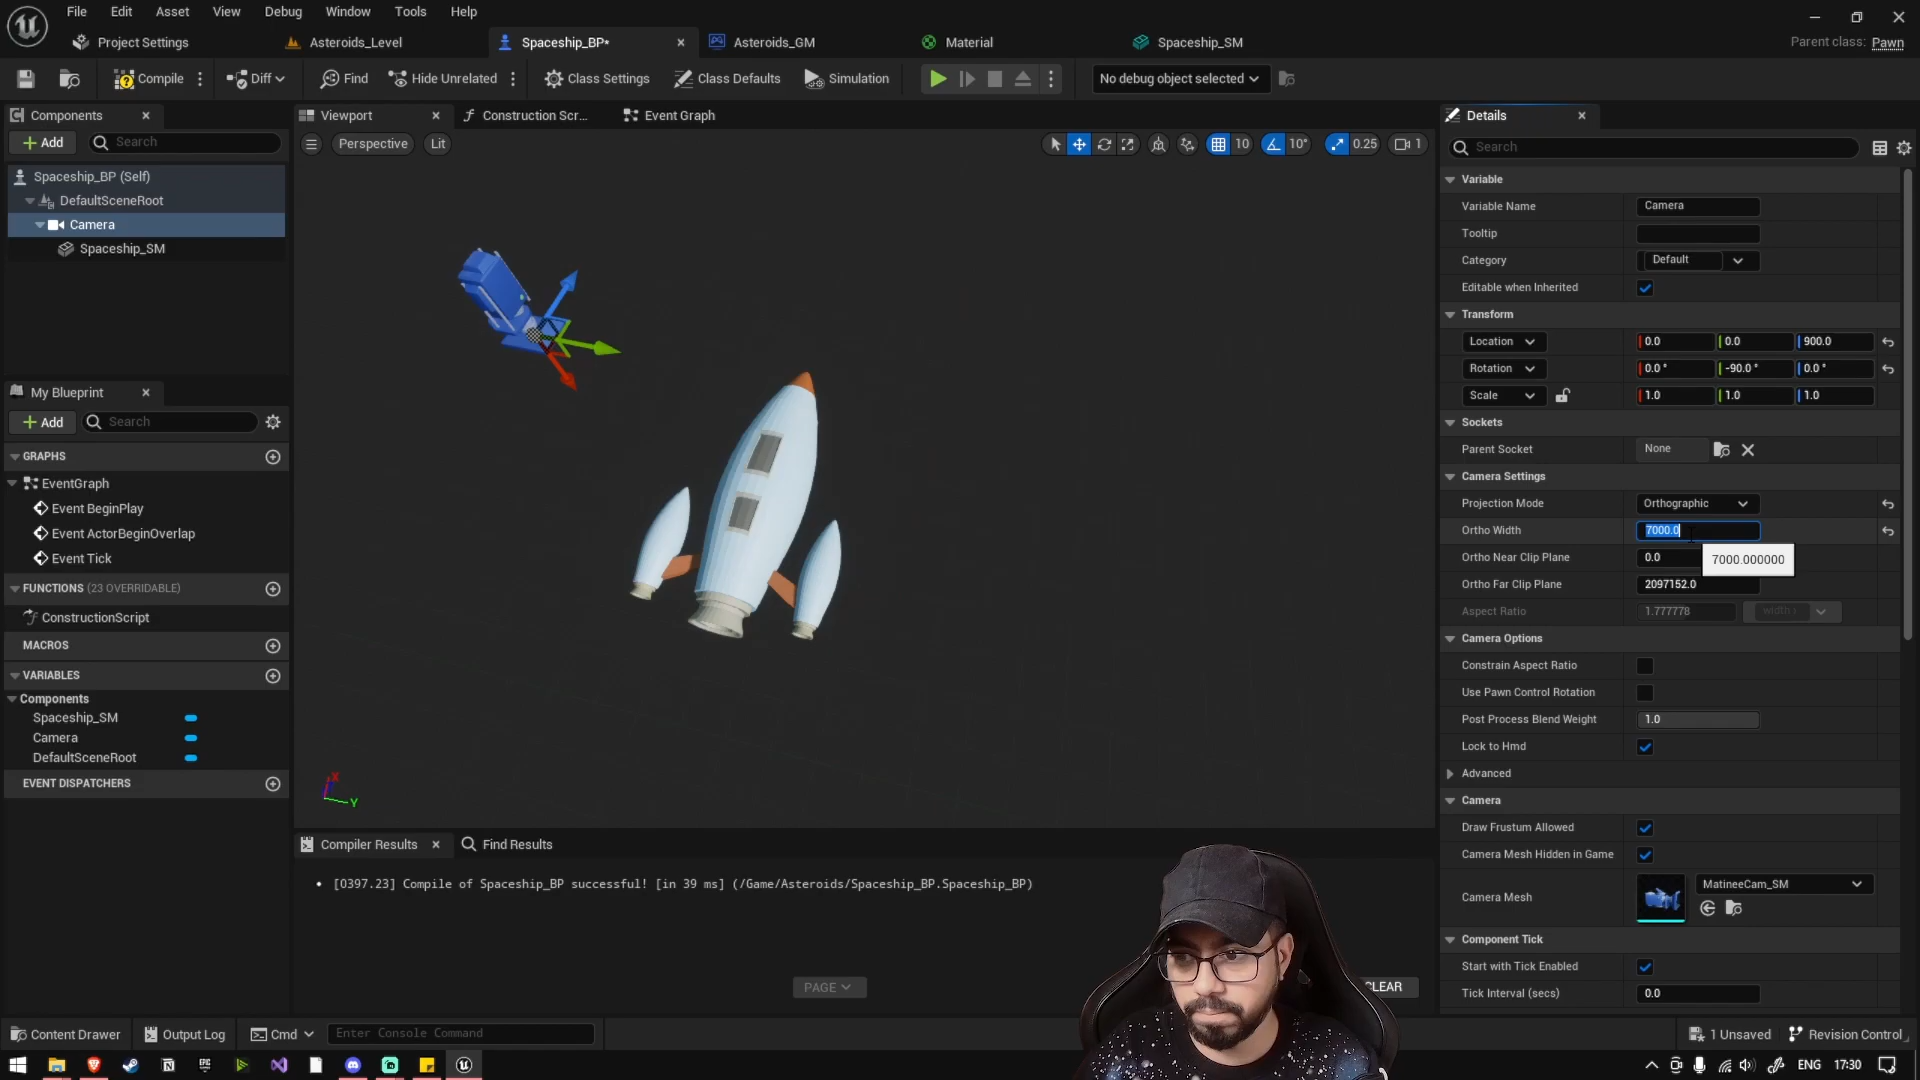 File Edit Asset View Debug Window Tools Help
Project Settings Asteroids_Level Spaceship_BP* Asteroids_GM Material Spaceship_SM Parent class: Pawn
Compile Diff Find Hide Unrelated Class Settings Class Defaults Simulation No debug object selected
Components
Add Search
Spaceship_BP (Self)
DefaultSceneRoot
Camera
Spaceship_SM
My Blueprint
Add Search
GRAPHS
EventGraph
Event BeginPlay
Event ActorBeginOverlap
Event Tick
FUNCTIONS (23 OVERRIDABLE)
ConstructionScript
MACROS
VARIABLES
Components
Spaceship_SM
Camera
DefaultSceneRoot
EVENT DISPATCHERS
Viewport Construction Scr... Event Graph
Perspective Lit 10 10° 0.25 1
X
Y
Compiler Results Find Results
• [0397.23] Compile of Spaceship_BP successful! [in 39 ms] (/Game/Asteroids/Spaceship_BP.Spaceship_BP)
PAGE CLEAR
Details
Search
Variable
Variable Name Camera
Tooltip
Category Default
Editable when Inherited
Transform
Location 0.0 0.0 900.0
Rotation 0.0 ° -90.0 ° 0.0 °
Scale 1.0 1.0 1.0
Sockets
Parent Socket None
Camera Settings
Projection Mode Orthographic
Ortho Width 7000.0
Ortho Near Clip Plane 0.0 7000.000000
Ortho Far Clip Plane 2097152.0
Aspect Ratio 1.777778
Camera Options
Constrain Aspect Ratio
Use Pawn Control Rotation
Post Process Blend Weight 1.0
Lock to Hmd
Advanced
Camera
Draw Frustum Allowed
Camera Mesh Hidden in Game
Camera Mesh MatineeCam_SM
Component Tick
Start with Tick Enabled
Tick Interval (secs) 0.0
Content Drawer Output Log Cmd Enter Console Command 1 Unsaved Revision Control
ENG 17:30